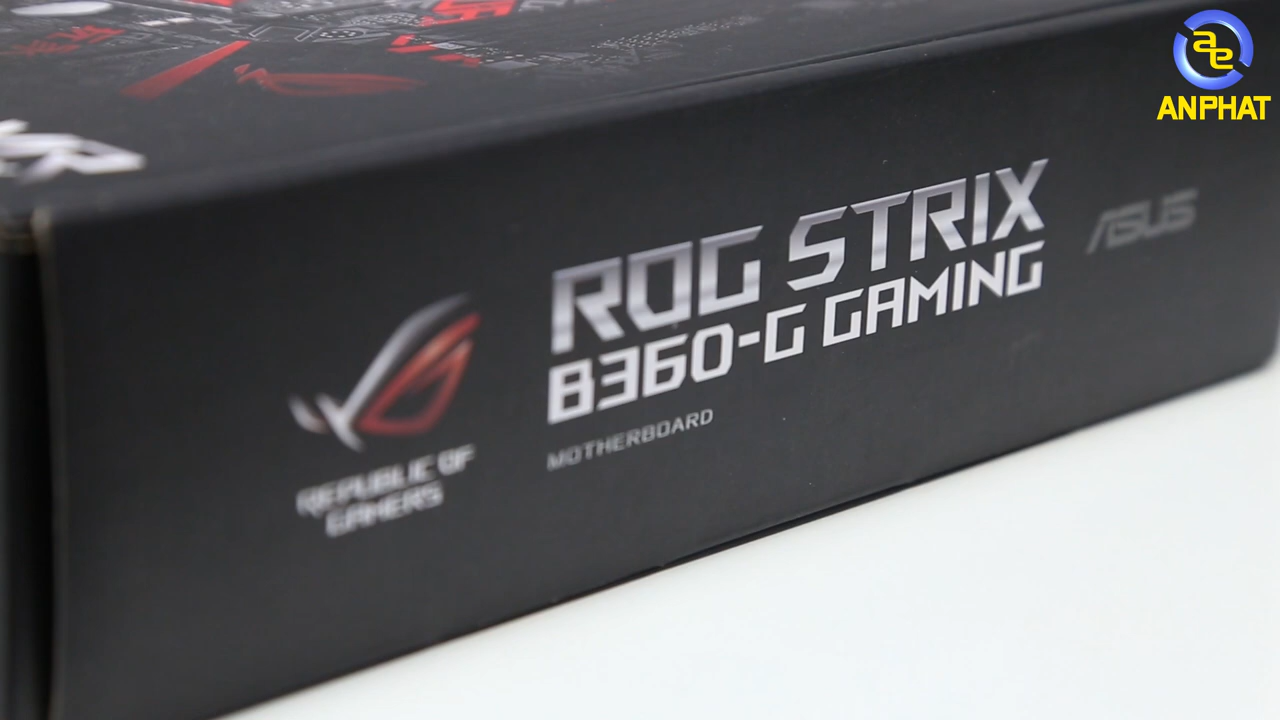 ANPHAT
ROG STRIX
B360-G GAMING
ASUS
MOTHERBOARD
REPUBLIC OF
GAMERS